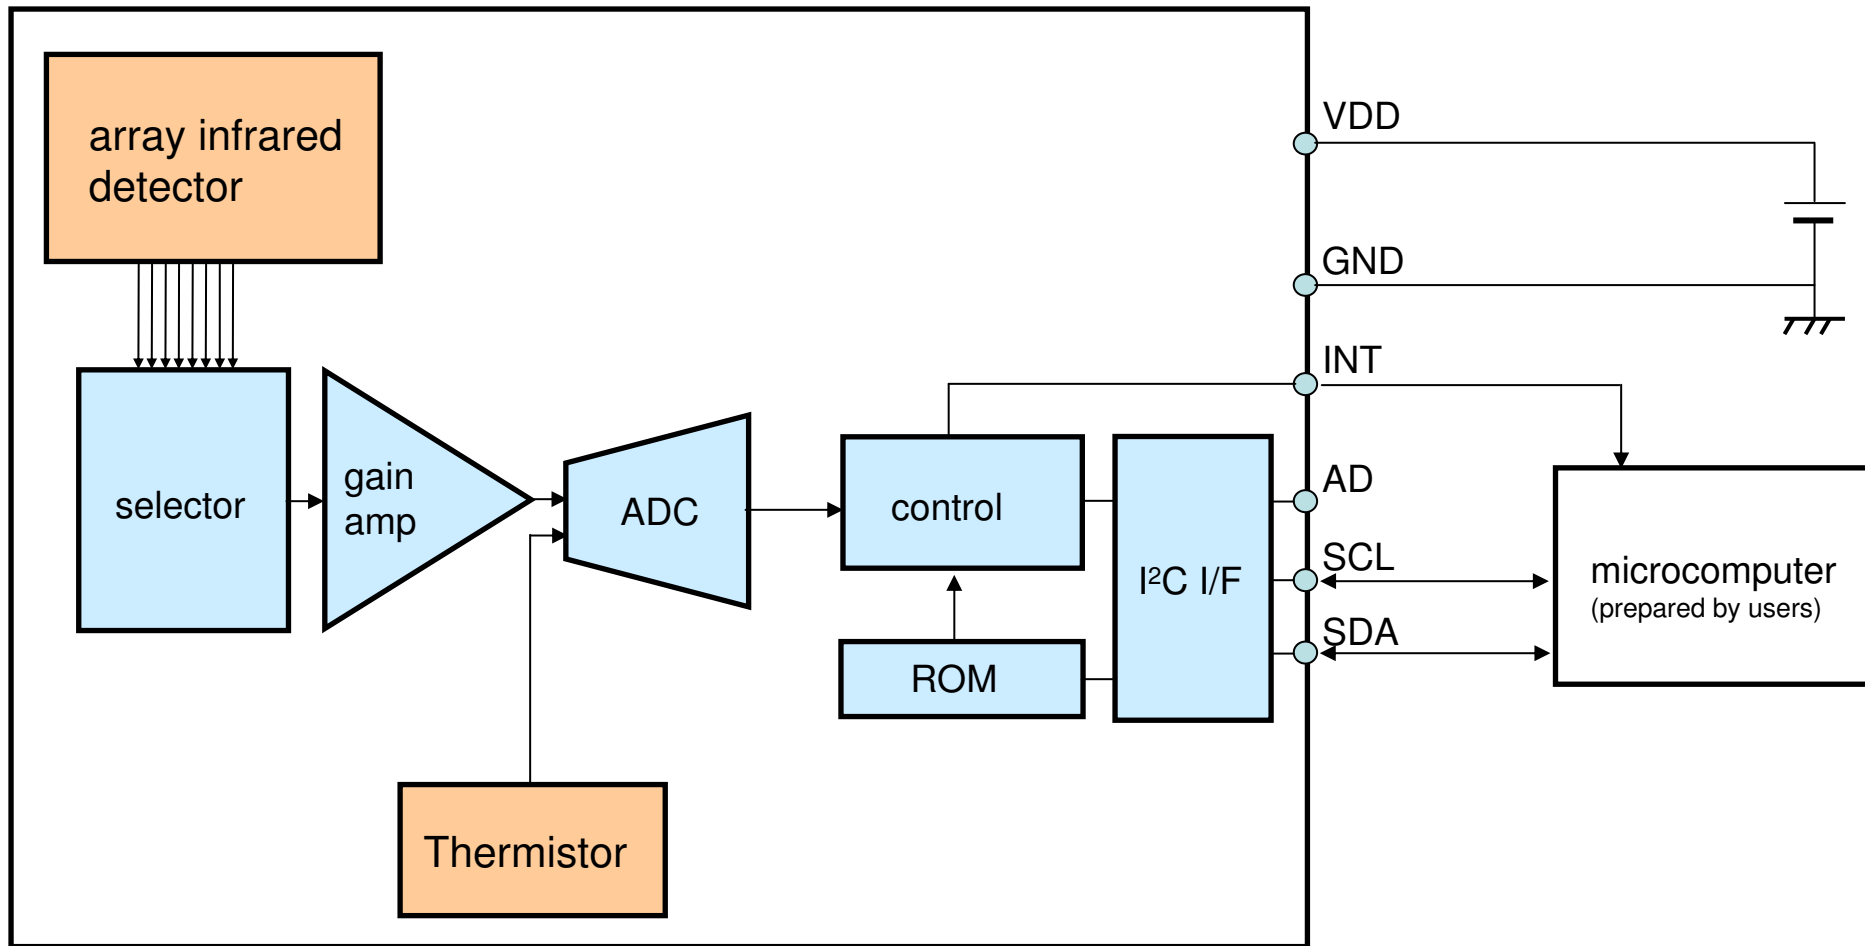 array infrared
detector
VDD
GND
INT
selector
gain
amp
ADC
control
I²C I/F
AD
SCL
SDA
microcomputer
(prepared by users)
ROM
Thermistor